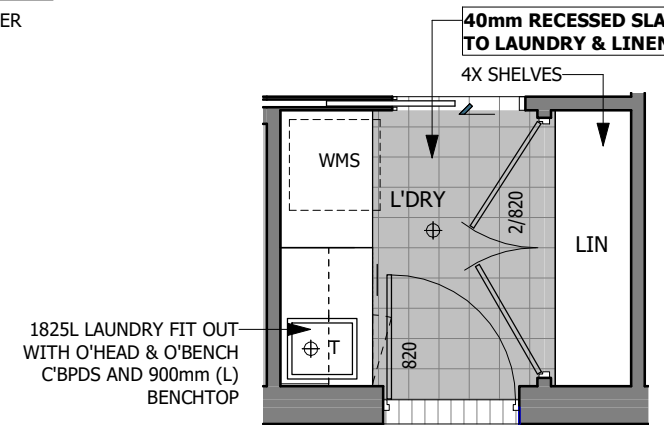 ER
40mm RECESSED SLA
TO LAUNDRY & LINEN
4X SHELVES
WMS
L'DRY
2/820
LIN
1825L LAUNDRY FIT OUT
WITH O'HEAD & O'BENCH
C'BPDS AND 900mm (L)
BENCHTOP
T
820